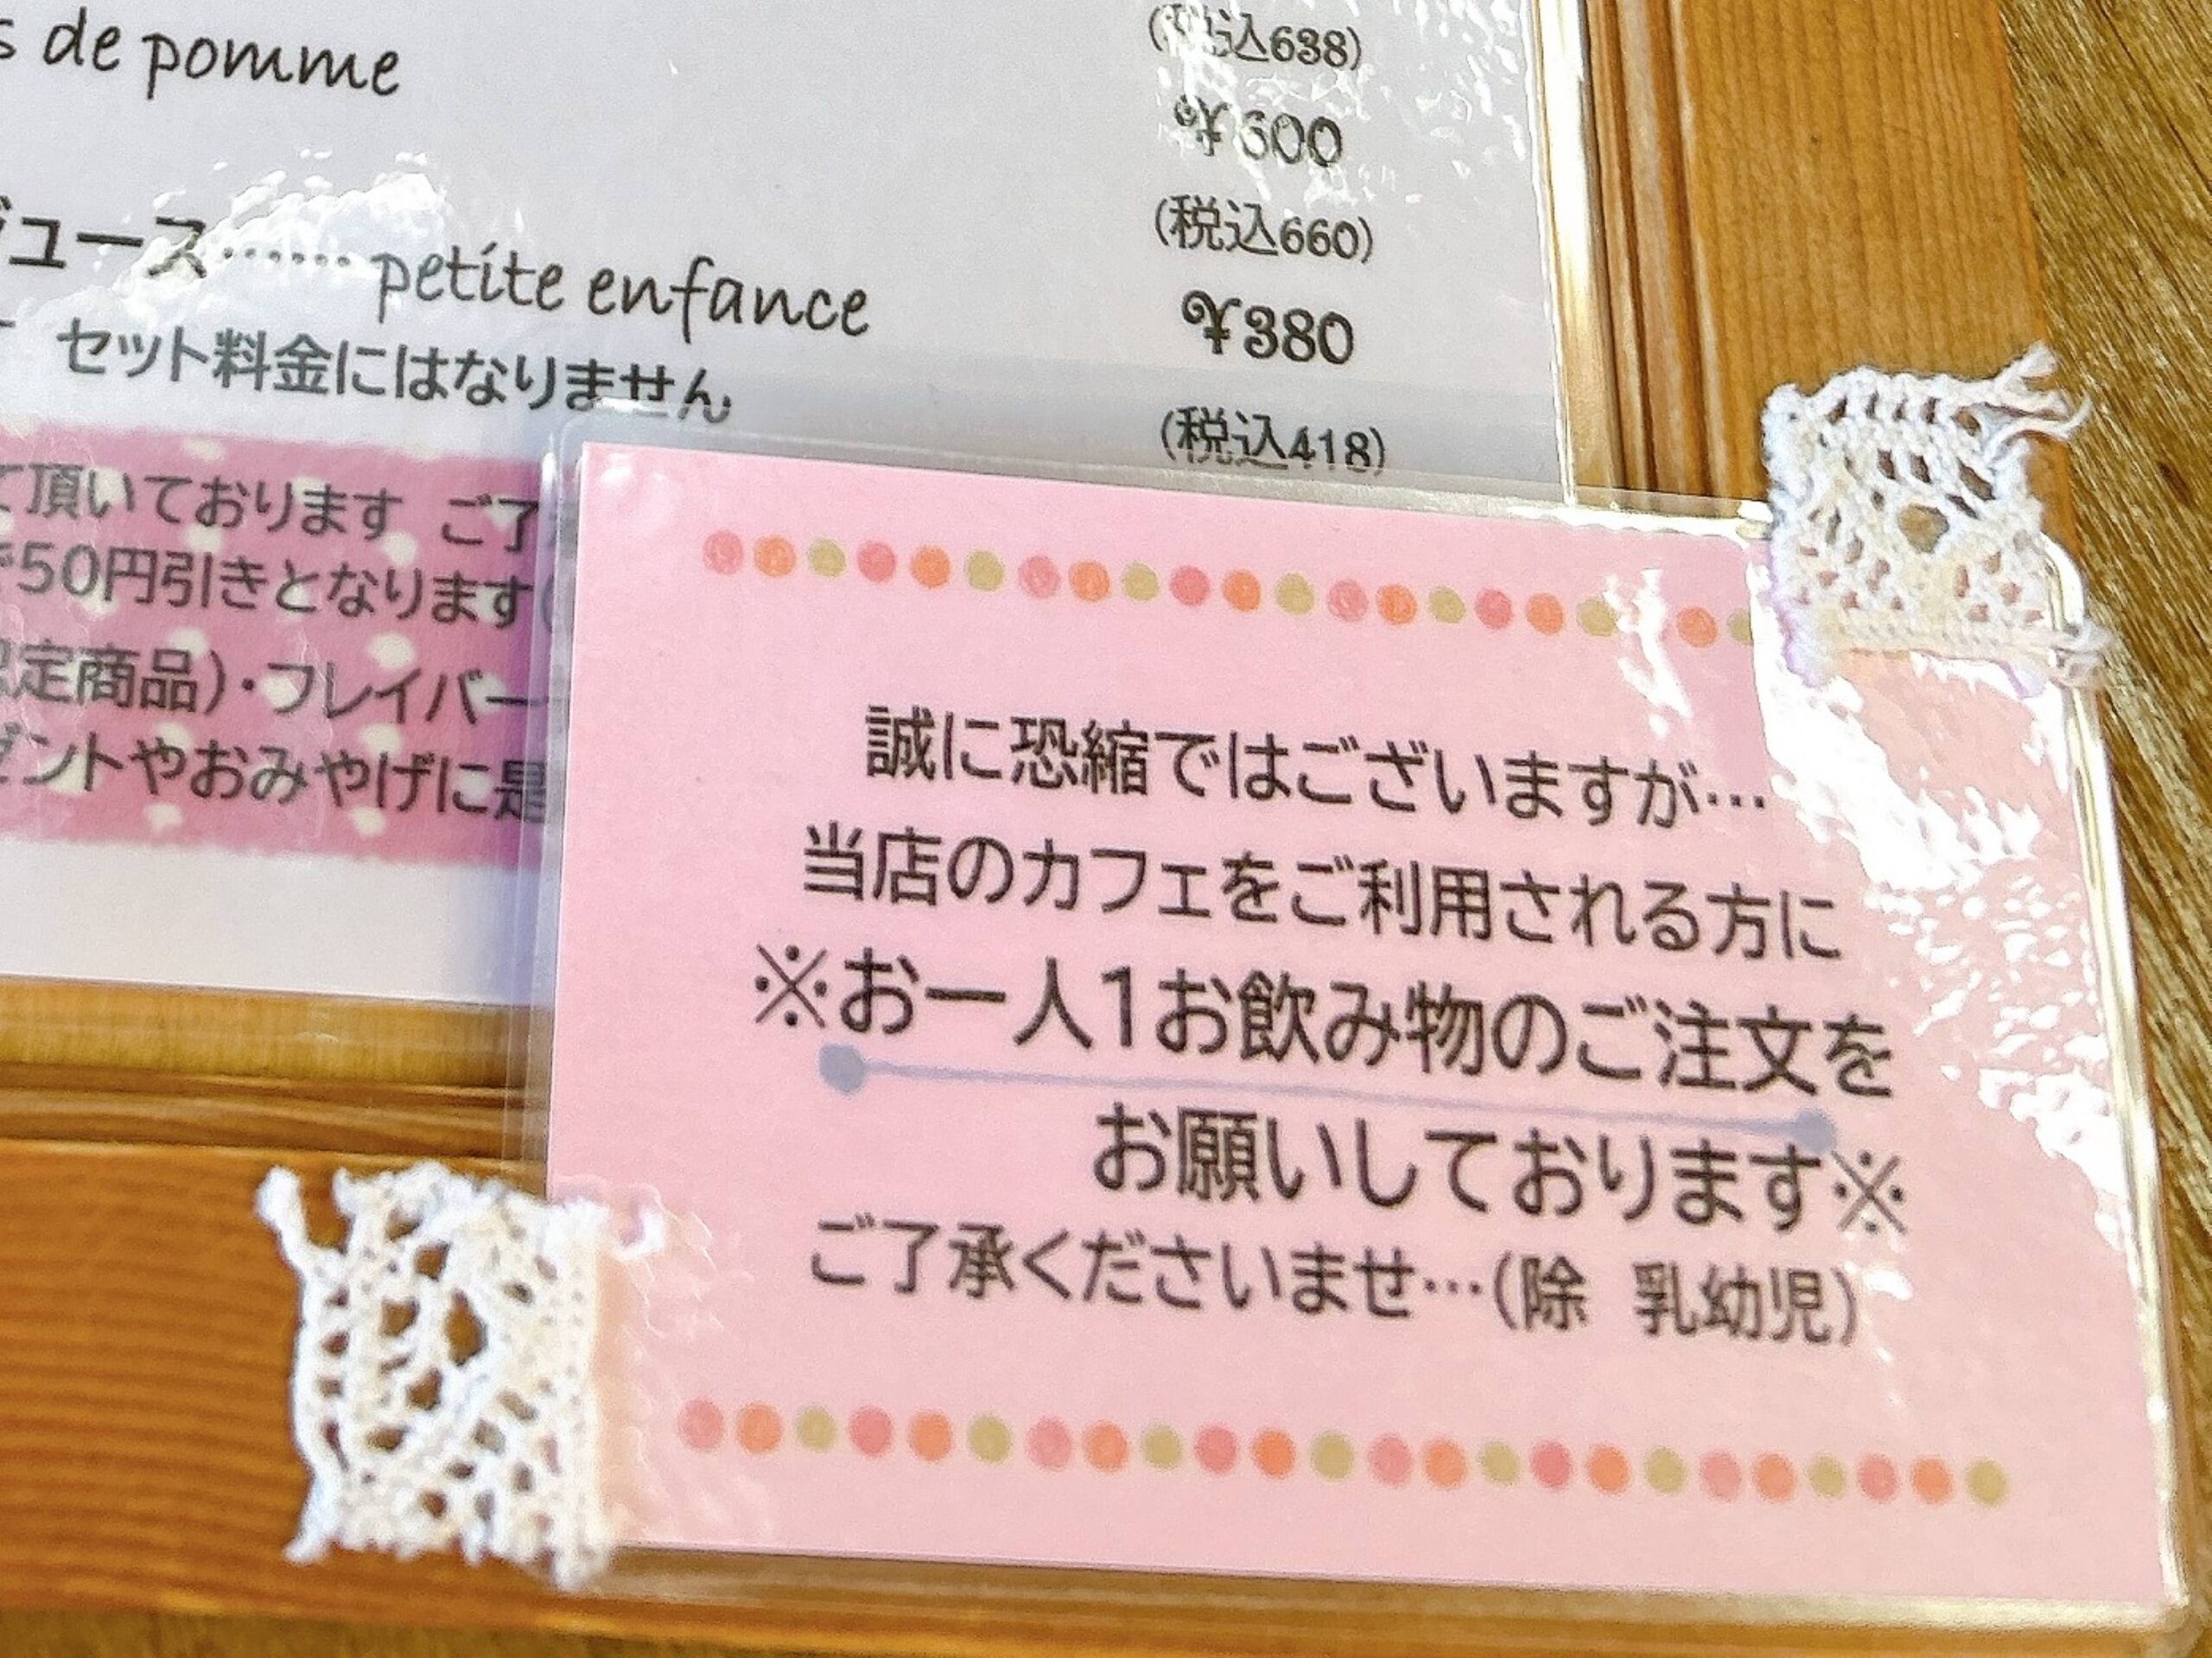 de pomme
(税込638)
¥600
(税込660)
ジュース…… petite enfance
¥380
セット料金にはなりません
(税込418)
て頂いております ご了
50円引きとなります
定商品)・フレイバー
ントやおみやげに是
誠に恐縮ではございますが…
当店のカフェをご利用される方に
※お一人1お飲み物のご注文を
お願いしております※
ご了承くださいませ…(除 乳幼児)